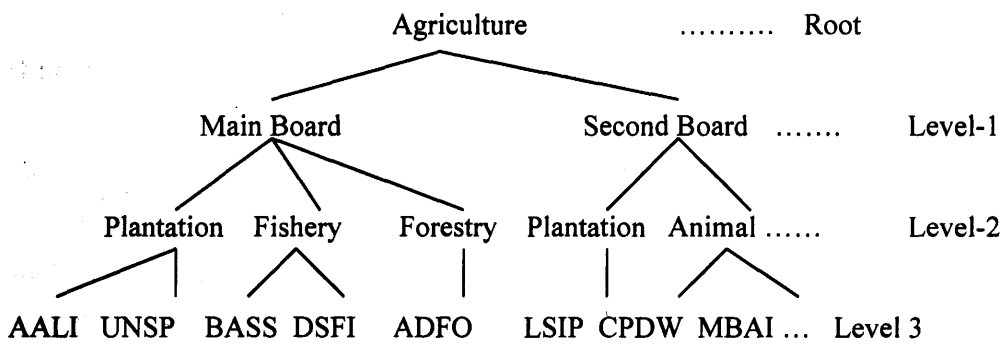 Agriculture .......... Root
Main Board Second Board ....... Level-1
Plantation Fishery Forestry Plantation Animal ...... Level-2
AALI UNSP BASS DSFI ADFO LSIP CPDW MBAI ... Level 3